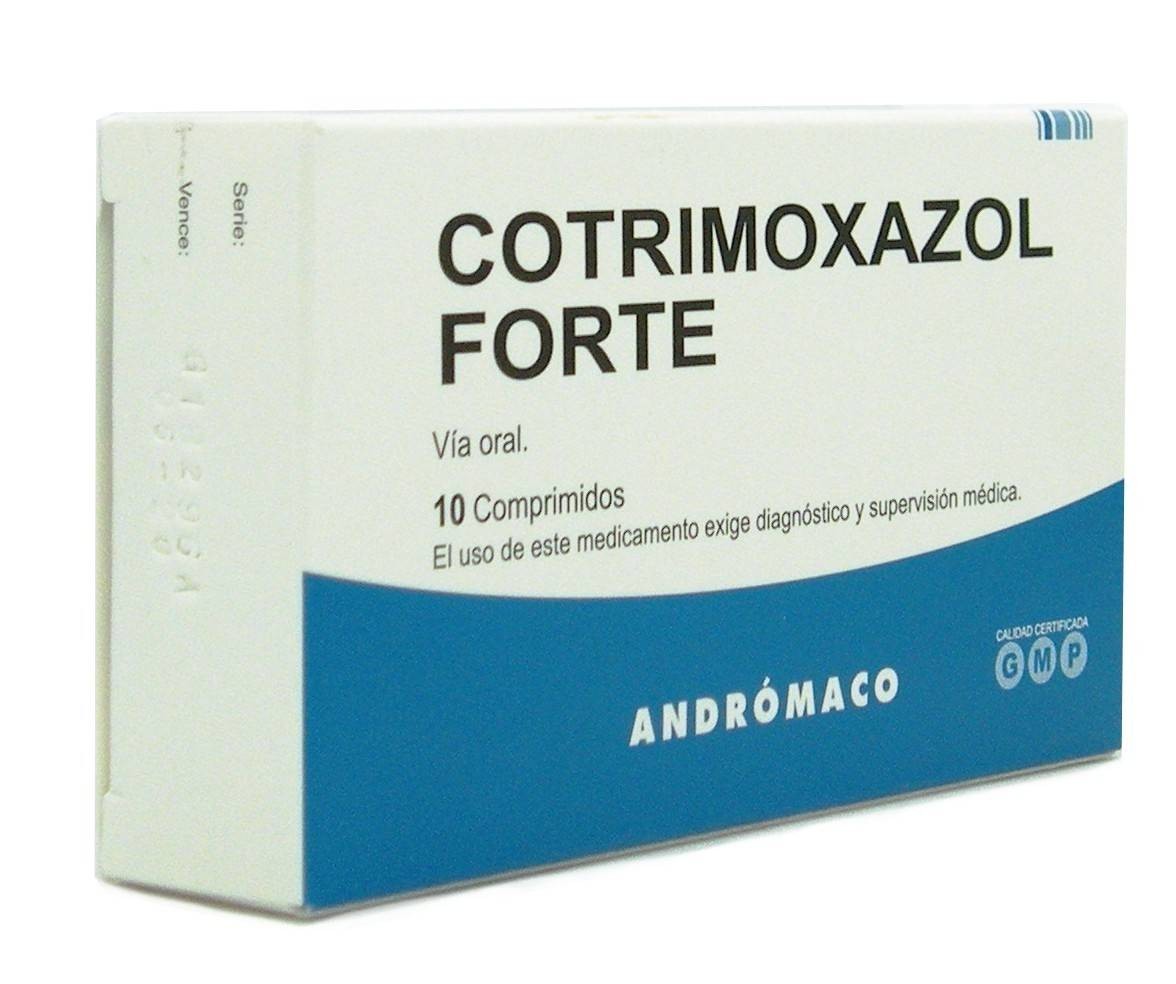 Serie:
Vence:
COTRIMOXAZOL
FORTE
Vía oral.
10 Comprimidos
El uso de este medicamento exige diagnóstico y supervisión médica.
CALIDAD CERTIFICADA
GMP
ANDRÓMACO